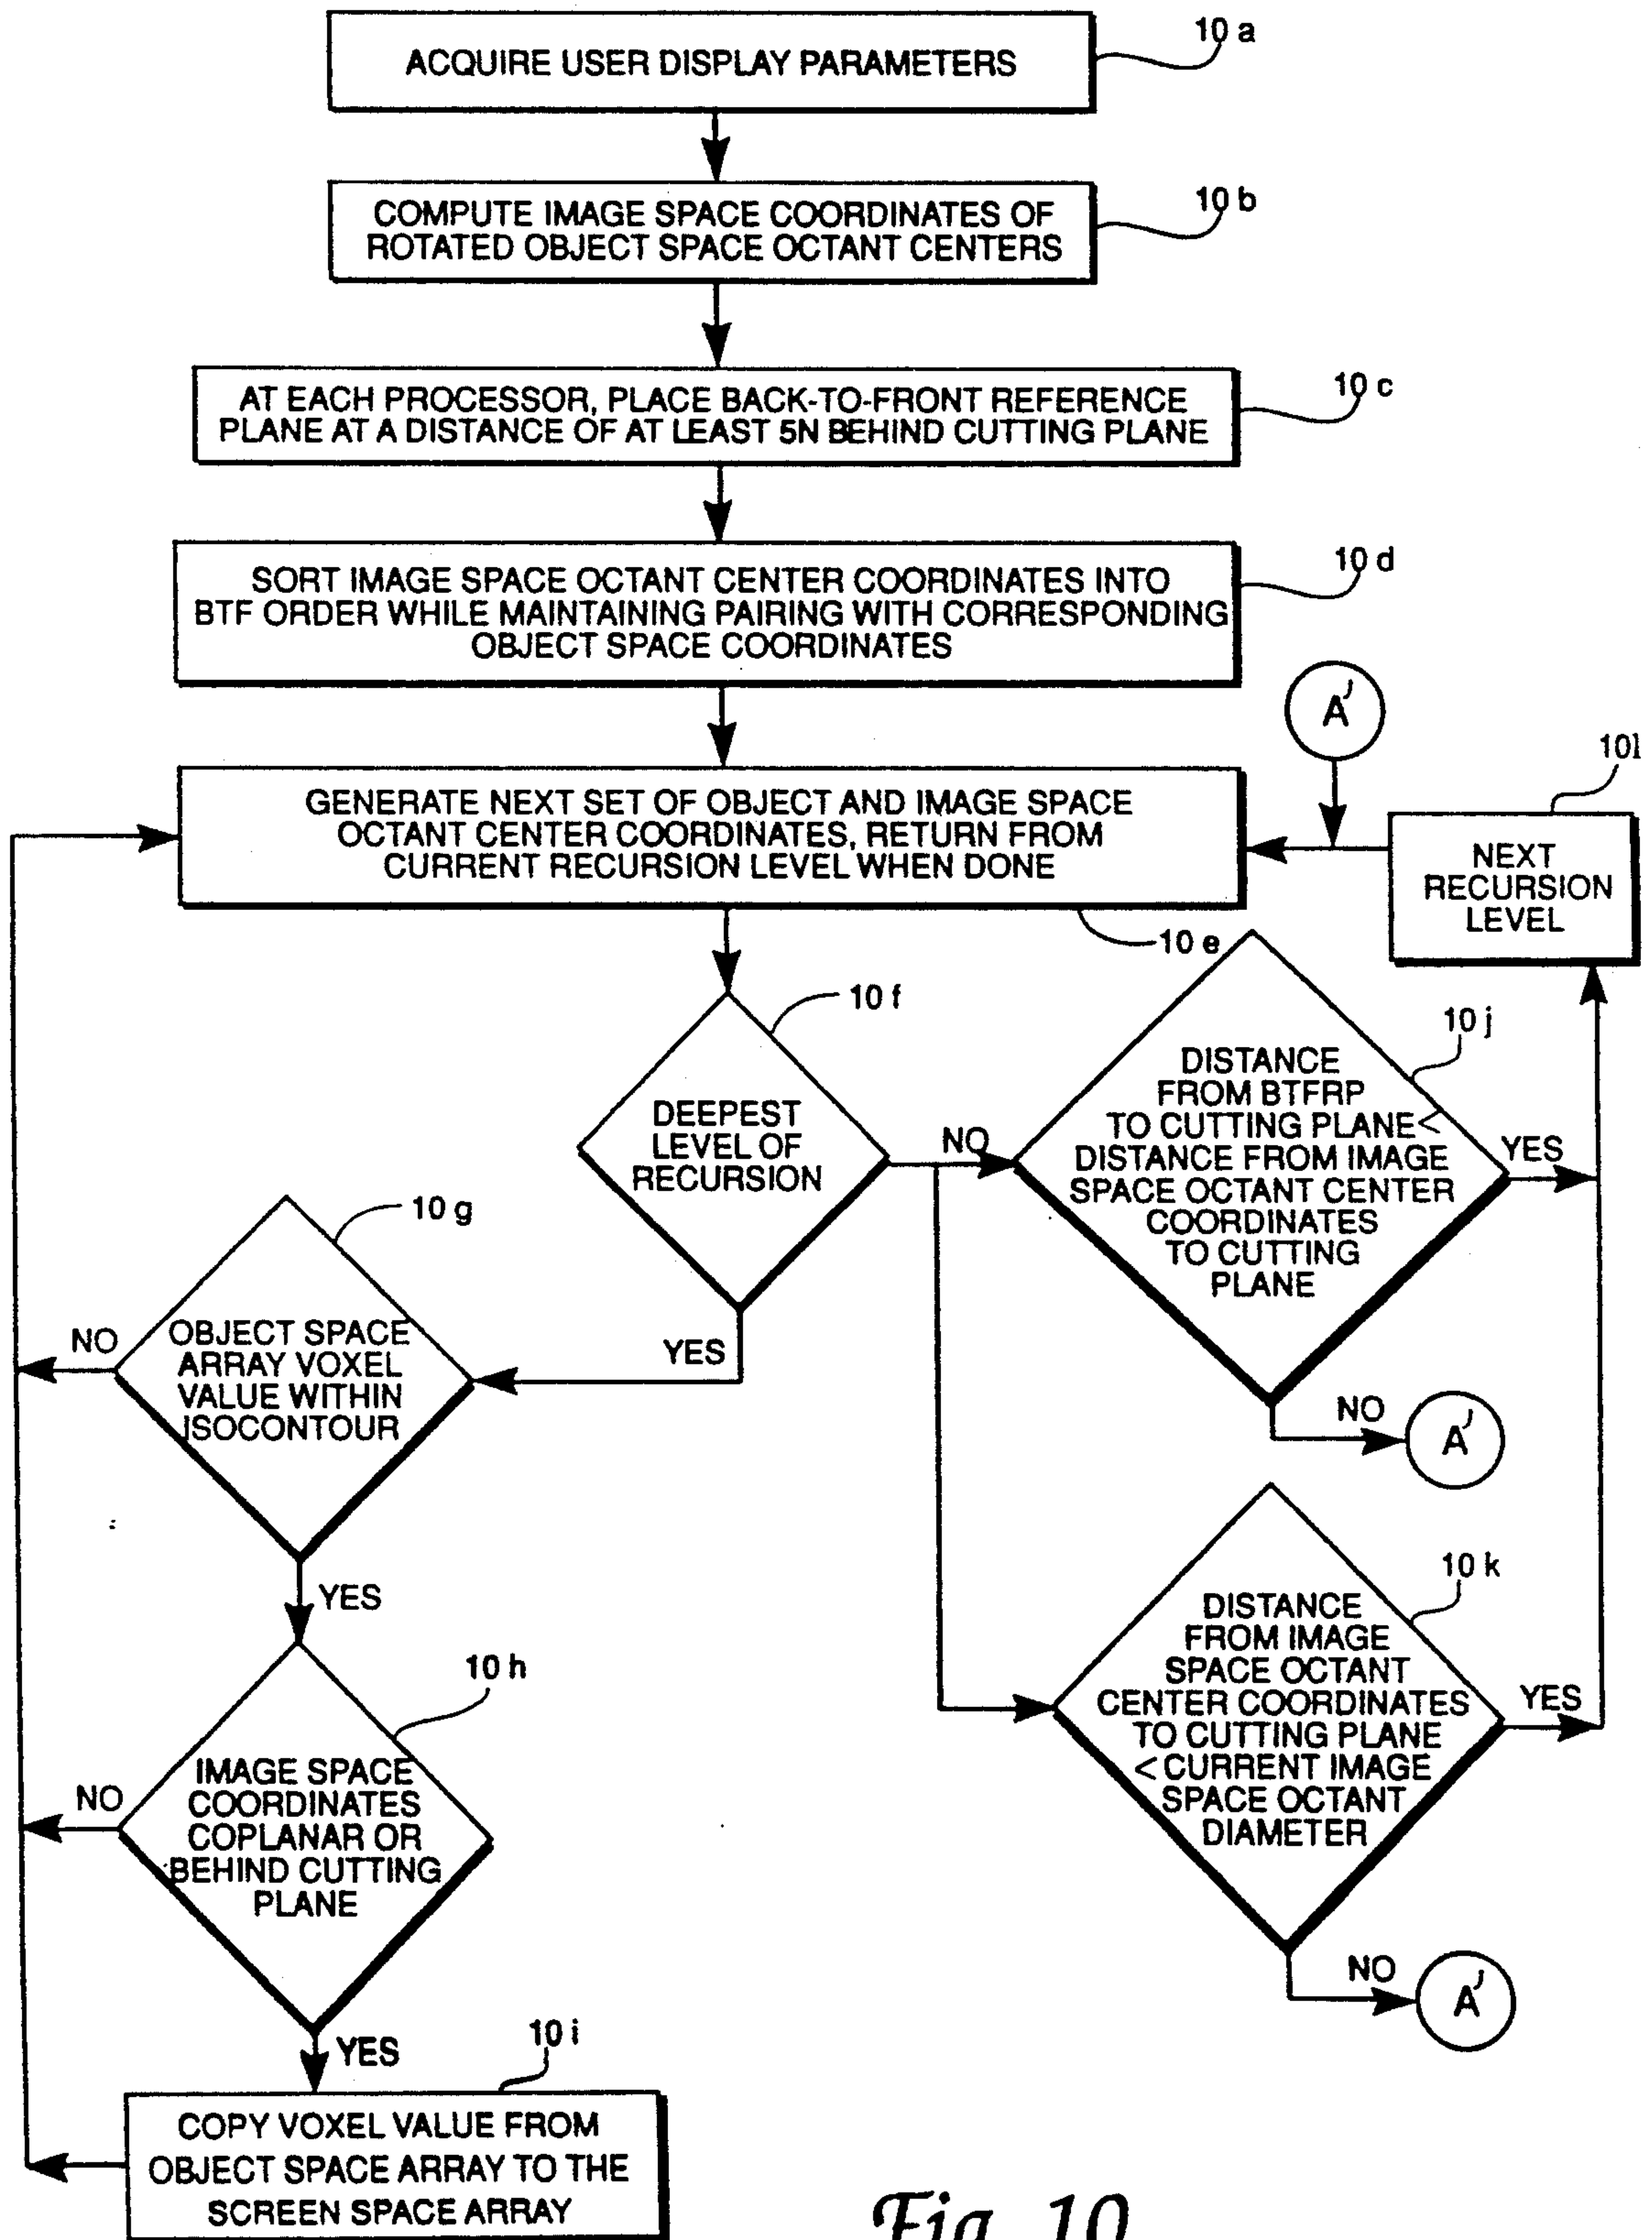 10 a
ACQUIRE USER DISPLAY PARAMETERS
10 b
COMPUTE IMAGE SPACE COORDINATES OF
ROTATED OBJECT SPACE OCTANT CENTERS
10 c
AT EACH PROCESSOR, PLACE BACK-TO-FRONT REFERENCE
PLANE AT A DISTANCE OF AT LEAST 5N BEHIND CUTTING PLANE
10 d
SORT IMAGE SPACE OCTANT CENTER COORDINATES INTO
BTF ORDER WHILE MAINTAINING PAIRING WITH CORRESPONDING
OBJECT SPACE COORDINATES
A'
10l
GENERATE NEXT SET OF OBJECT AND IMAGE SPACE
OCTANT CENTER COORDINATES, RETURN FROM
CURRENT RECURSION LEVEL WHEN DONE
NEXT
RECURSION
LEVEL
10 e
10 f
DEEPEST
LEVEL OF
RECURSION
NO
YES
10 j
DISTANCE
FROM BTFRP
TO CUTTING PLANE<
DISTANCE FROM IMAGE
SPACE OCTANT CENTER
COORDINATES
TO CUTTING
PLANE
YES
NO
A'
10 g
OBJECT SPACE
ARRAY VOXEL
VALUE WITHIN
ISOCONTOUR
NO
YES
10 k
DISTANCE
FROM IMAGE
SPACE OCTANT
CENTER COORDINATES
TO CUTTING PLANE
< CURRENT IMAGE
SPACE OCTANT
DIAMETER
YES
NO
A'
10 h
IMAGE SPACE
COORDINATES
COPLANAR OR
BEHIND CUTTING
PLANE
NO
YES
10 i
COPY VOXEL VALUE FROM
OBJECT SPACE ARRAY TO THE
SCREEN SPACE ARRAY
Fig. 10